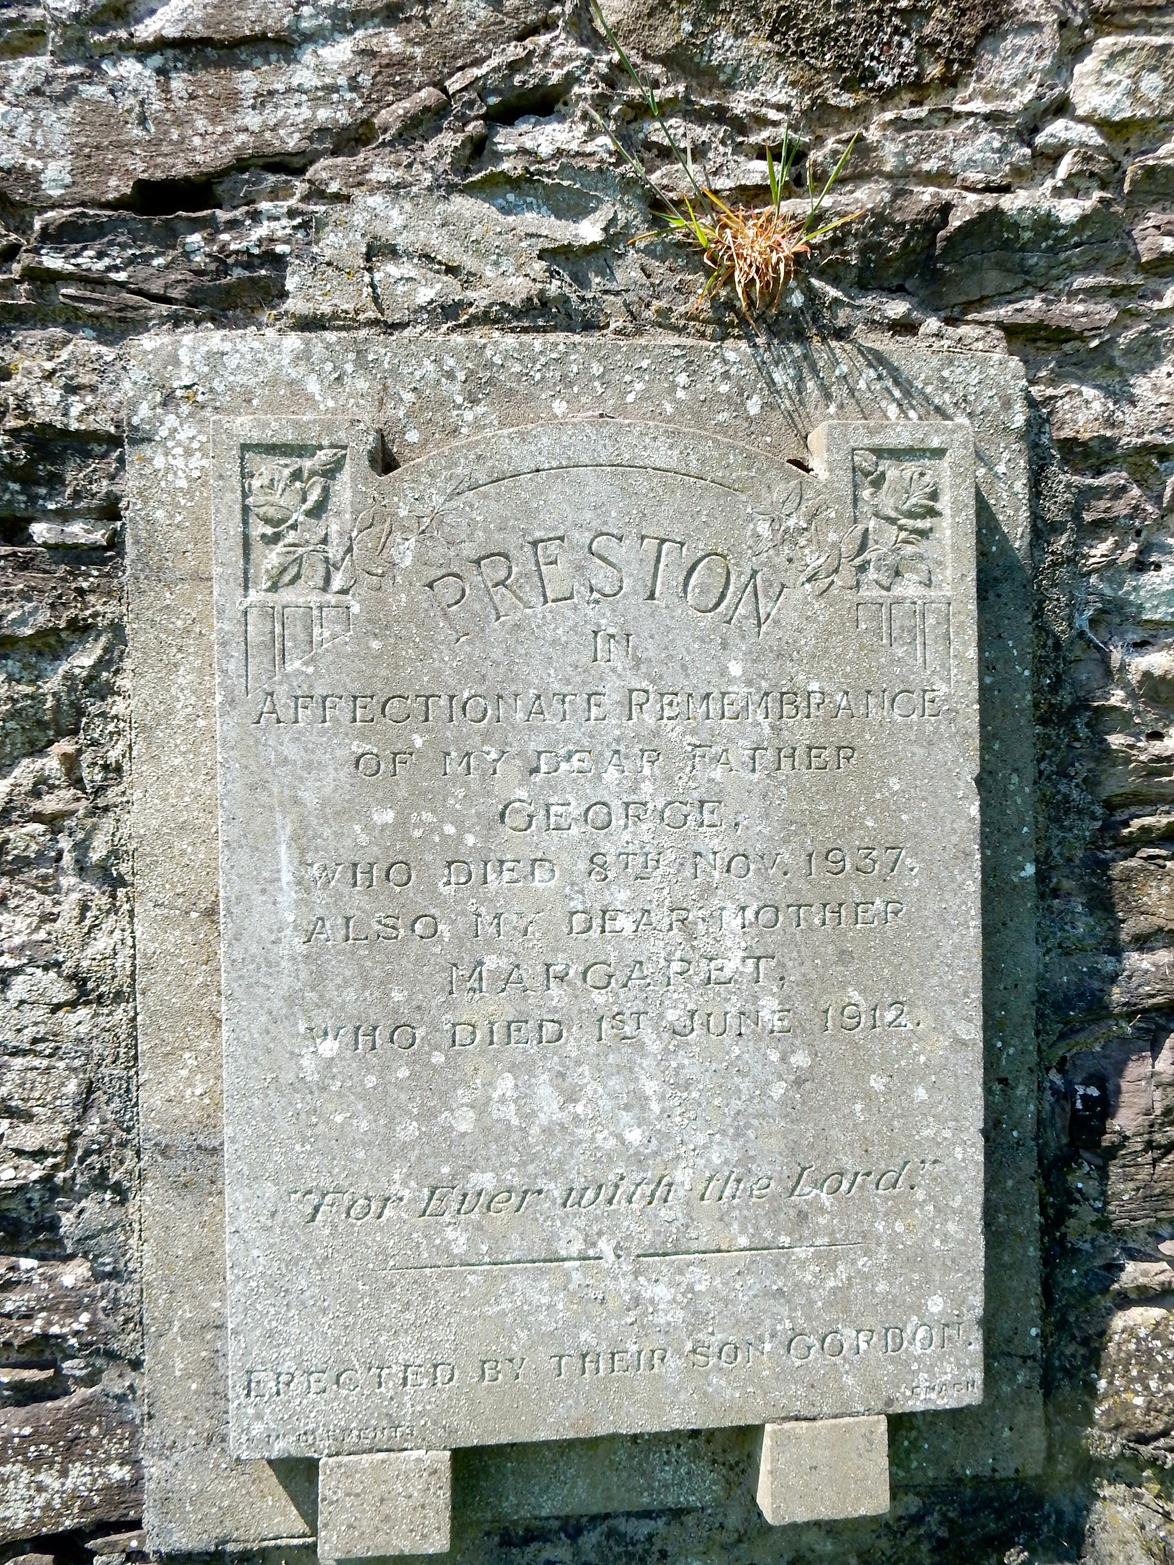 PRESTON
IN
AFFECTIONATE REMEMBRANCE
OF MY DEAR FATHER
GEORGE,
WHO DIED 8TH NOV. 1937.
ALSO MY DEAR MOTHER
MARGARET,
WHO DIED 1ST JUNE 1912.
"For Ever with the Lord."
ERECTED BY THEIR SON GORDON.